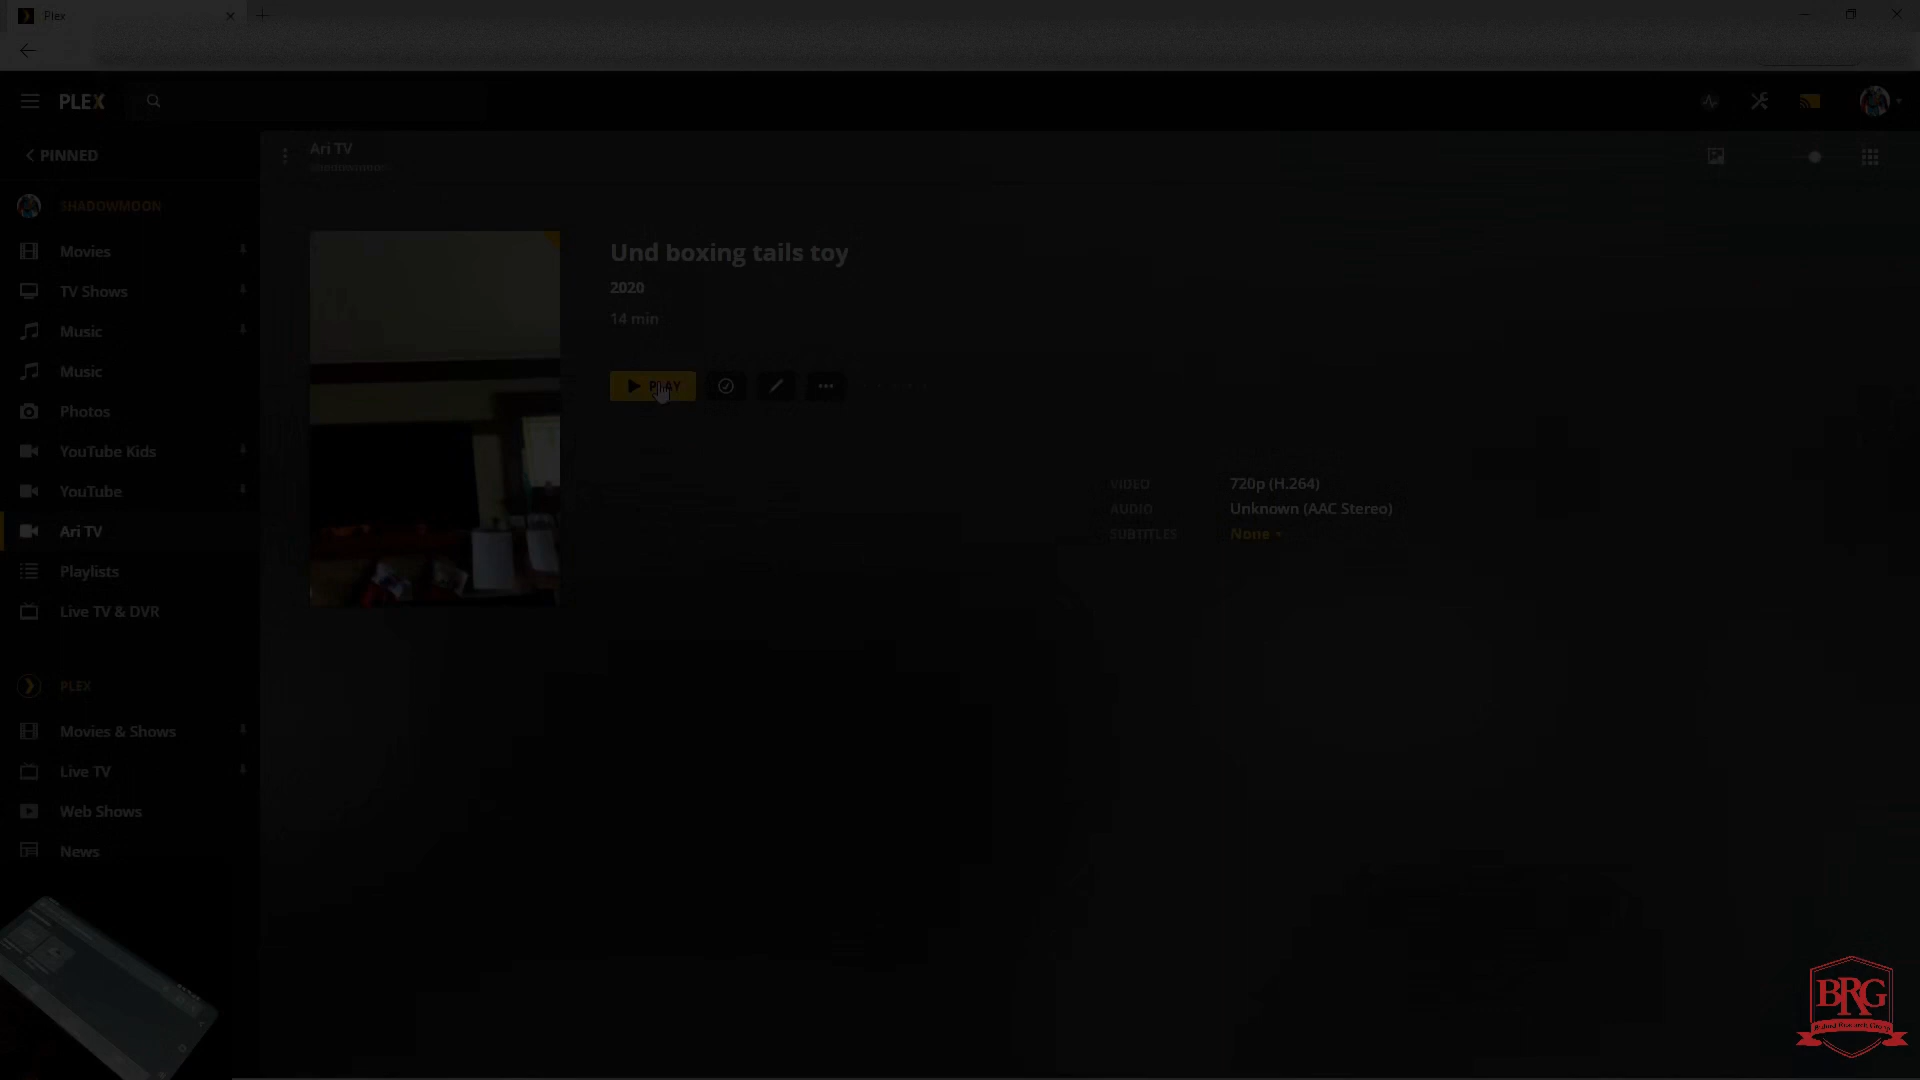 Plex
PLEX
Ari TV
PINNED
SHADOWMOON
Movies
TV Shows
Music
Music
Photos
YouTube Kids
YouTube
Ari TV
Playlists
Live TV & DVR
PLEX
Movies & Shows
Live TV
Web Shows
News
Und boxing tails toy
2020
14 min
PLAY
VIDEO 720p (H.264)
AUDIO Unknown (AAC Stereo)
SUBTITLES None
BRG